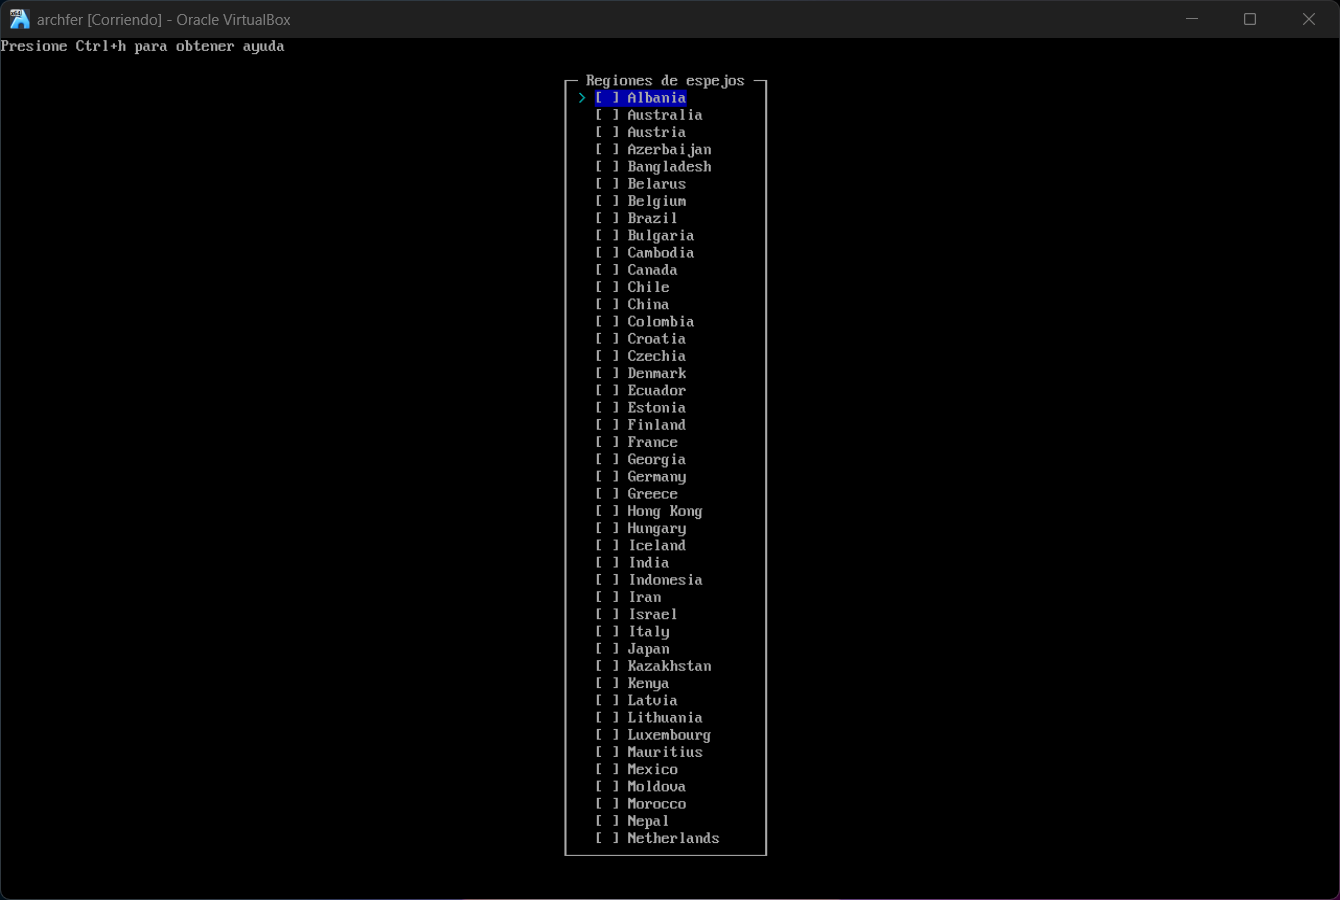 archfer [Corriendo] - Oracle VirtualBox
Presione Ctrl+h para obtener ayuda
Regiones de espejos
> [ ] Albania
[ ] Australia
[ ] Austria
[ ] Azerbaijan
[ ] Bangladesh
[ ] Belarus
[ ] Belgium
[ ] Brazil
[ ] Bulgaria
[ ] Cambodia
[ ] Canada
[ ] Chile
[ ] China
[ ] Colombia
[ ] Croatia
[ ] Czechia
[ ] Denmark
[ ] Ecuador
[ ] Estonia
[ ] Finland
[ ] France
[ ] Georgia
[ ] Germany
[ ] Greece
[ ] Hong Kong
[ ] Hungary
[ ] Iceland
[ ] India
[ ] Indonesia
[ ] Iran
[ ] Israel
[ ] Italy
[ ] Japan
[ ] Kazakhstan
[ ] Kenya
[ ] Latvia
[ ] Lithuania
[ ] Luxembourg
[ ] Mauritius
[ ] Mexico
[ ] Moldova
[ ] Morocco
[ ] Nepal
[ ] Netherlands